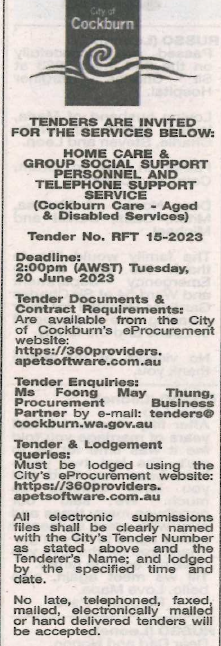 City of
Cockburn
TENDERS ARE INVITED
FOR THE SERVICES BELOW:
HOME CARE &
GROUP SOCIAL SUPPORT
PERSONNEL AND
TELEPHONE SUPPORT
SERVICE
(Cockburn Care - Aged
& Disabled Services)
Tender No. RFT 15-2023
Deadline:
2:00pm (AWST) Tuesday,
20 June 2023
Tender Documents &
Contract Requirements:
Are available from the City
of Cockburn's eProcurement
website:
https://360providers.
apetsoftware.com.au
Tender Enquiries:
Ms Foong May Thung,
Procurement Business
Partner by e-mail: tenders@
cockburn.wa.gov.au
Tender & Lodgement
queries:
Must be lodged using the
City's eProcurement website:
https://360providers.
apetsoftware.com.au
All electronic submissions
files shall be clearly named
with the City's Tender Number
as stated above and the
Tenderer's Name; and lodged
by the specified time and
date.
No late, telephoned, faxed,
mailed, electronically mailed
or hand delivered tenders will
be accepted.